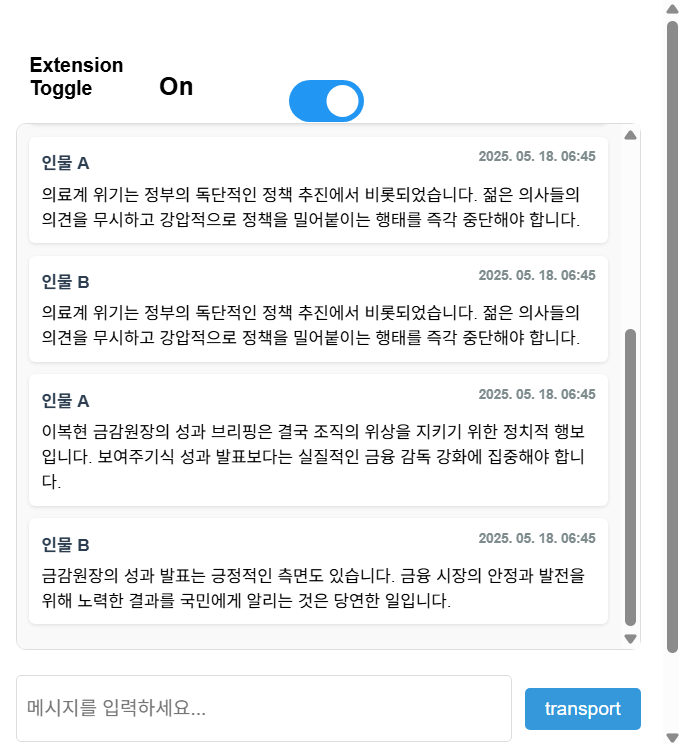 Extension
Toggle
On
인물 A
2025. 05. 18. 06:45
의료계 위기는 정부의 독단적인 정책 추진에서 비롯되었습니다. 젊은 의사들의
의견을 무시하고 강압적으로 정책을 밀어붙이는 행태를 즉각 중단해야 합니다.
인물 B
2025. 05. 18. 06:45
의료계 위기는 정부의 독단적인 정책 추진에서 비롯되었습니다. 젊은 의사들의
의견을 무시하고 강압적으로 정책을 밀어붙이는 행태를 즉각 중단해야 합니다.
인물 A
2025. 05. 18. 06:45
이복현 금감원장의 성과 브리핑은 결국 조직의 위상을 지키기 위한 정치적 행보
입니다. 보여주기식 성과 발표보다는 실질적인 금융 감독 강화에 집중해야 합니
다.
인물 B
2025. 05. 18. 06:45
금감원장의 성과 발표는 긍정적인 측면도 있습니다. 금융 시장의 안정과 발전을
위해 노력한 결과를 국민에게 알리는 것은 당연한 일입니다.
메시지를 입력하세요...
transport